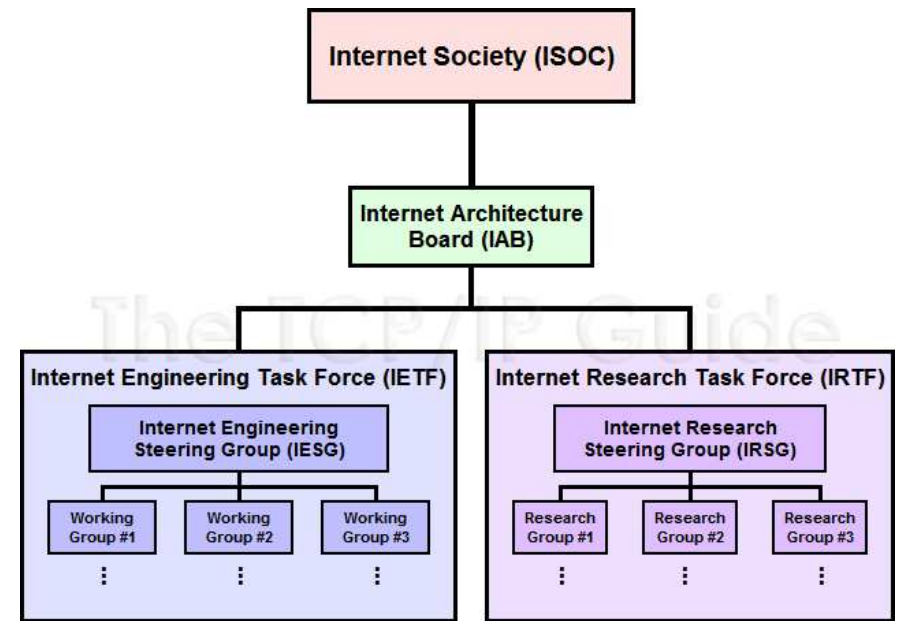 Internet Society (ISOC)
Internet Architecture
Board (IAB)
The TCP/IP Guide
Internet Engineering Task Force (IETF)
Internet Engineering
Steering Group (IESG)
Working
Group #1
Working
Group #2
Working
Group #3
Internet Research Task Force (IRTF)
Internet Research
Steering Group (IRSG)
Research
Group #1
Research
Group #2
Research
Group #3